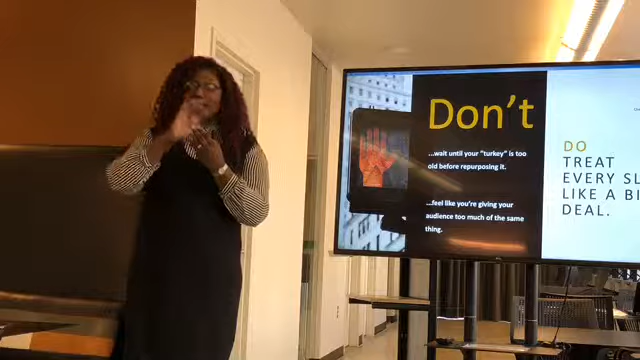 Don't
...wait until your "turkey" is too
old before repurposing it.
...feel like you're giving your
audience too much of the same
thing.
DO
TREAT
EVERY
LIKE A
DEAL.